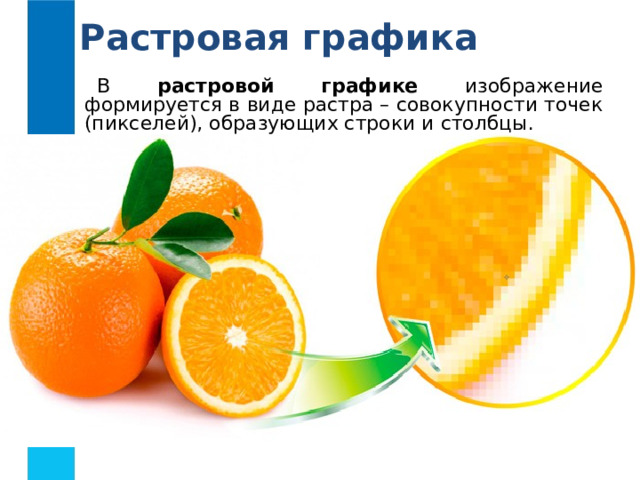 Растровая графика
В растровой графике изображение
формируется в виде растра – совокупности точек
(пикселей), образующих строки и столбцы.